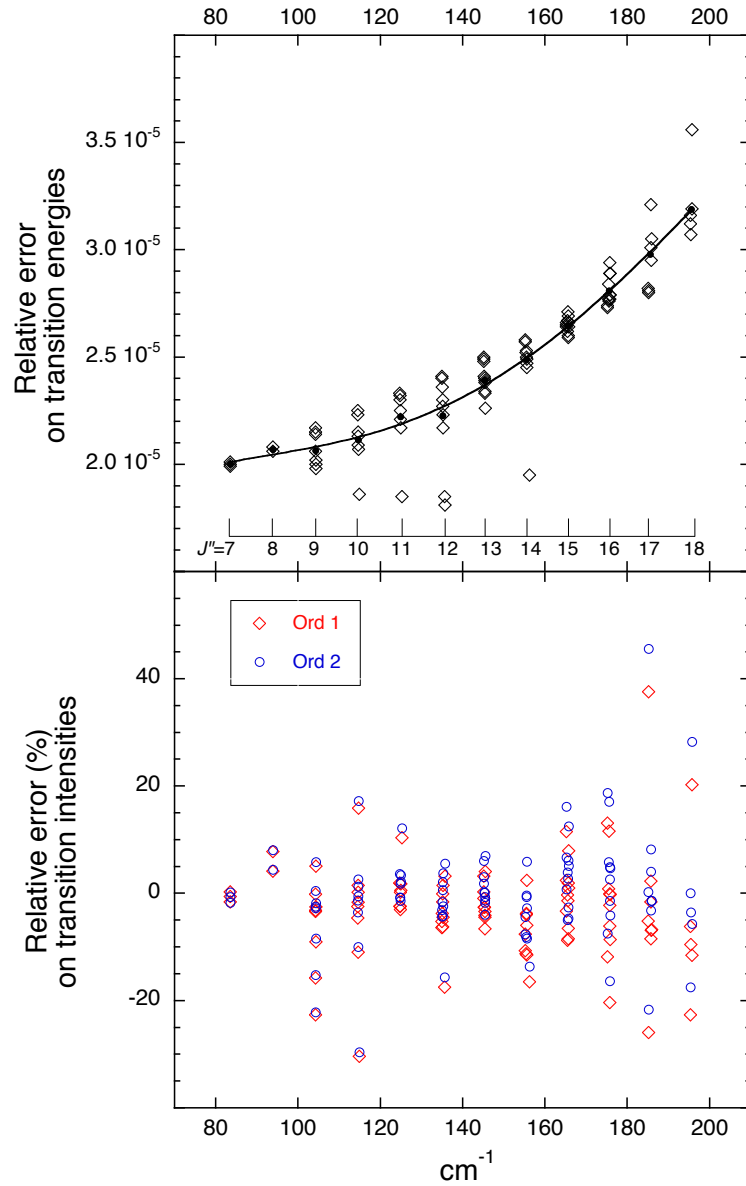 80 100 120 140 160 180 200
Relative error
on transition energies
3.5 10⁻⁵
3.0 10⁻⁵
2.5 10⁻⁵
2.0 10⁻⁵
J"=7 8 9 10 11 12 13 14 15 16 17 18
Ord 1
Ord 2
Relative error (%)
on transition intensities
40
20
0
-20
80 100 120 140 160 180 200
cm⁻¹